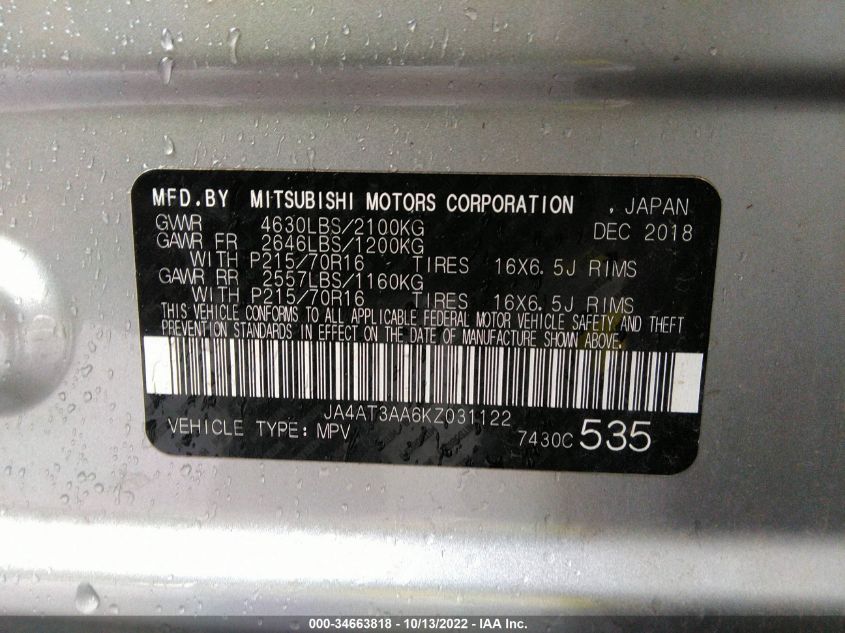 MFD.BY MITSUBISHI MOTORS CORPORATION , JAPAN
GVWR 4630LBS/2100KG DEC 2018
GAWR FR 2646LBS/1200KG
WITH P215/70R16 TIRES 16X6.5J RIMS
GAWR RR 2557LBS/1160KG
WITH P215/70R16 TIRES 16X6.5J RIMS
THIS VEHICLE CONFORMS TO ALL APPLICABLE FEDERAL MOTOR VEHICLE SAFETY AND THEFT
PREVENTION STANDARDS IN EFFECT ON THE DATE OF MANUFACTURE SHOWN ABOVE.
JA4AT3AA6KZ031122
VEHICLE TYPE:MPV 7430C 535
000-34663818 - 10/13/2022 - IAA Inc.